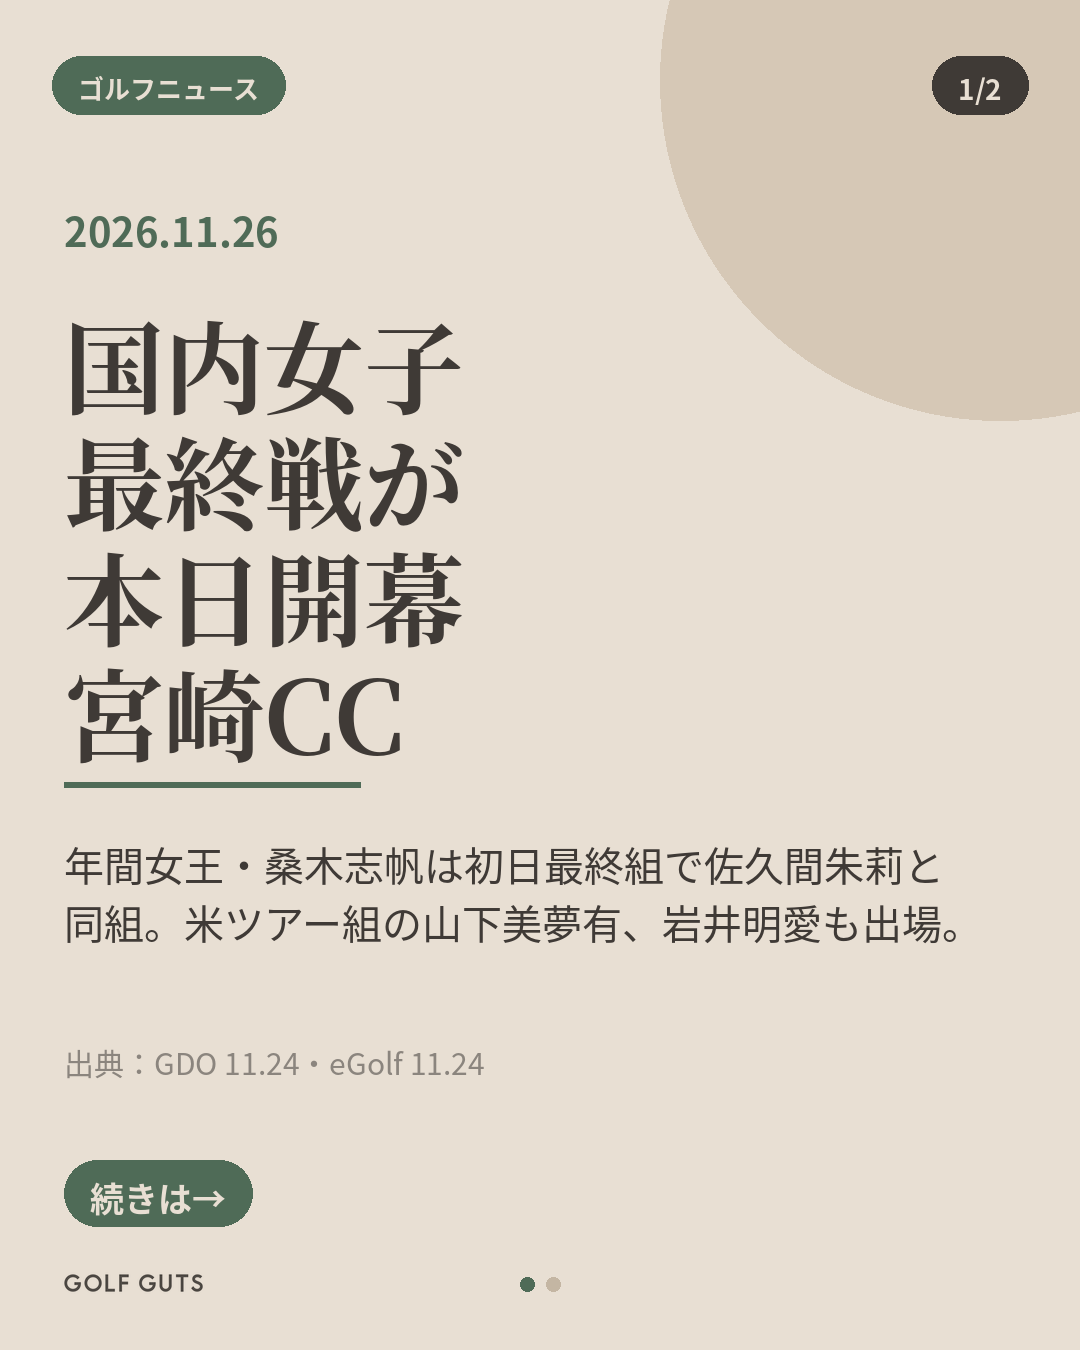 ゴルフニュース
1/2
2026.11.26
国内女子
最終戦が
本日開幕
宮崎CC
年間女王・桑木志帆は初日最終組で佐久間朱莉と
同組。米ツアー組の山下美夢有、岩井明愛も出場。
出典：GDO 11.24・eGolf 11.24
続きは→
GOLF GUTS